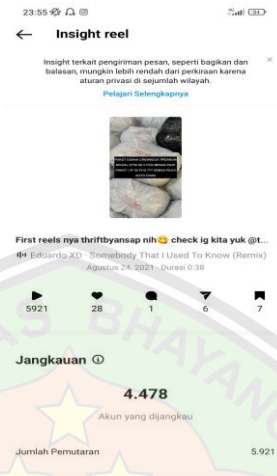 23:55
Insight reel
Insight terkait pengiriman pesan, seperti bagikan dan
balasan, mungkin lebih rendah dari perkiraan karena
aturan privasi di sejumlah wilayah.
Pelajari Selengkapnya
First reels nya thriftbyansap nih😋 check ig kita yuk @t...
Eduardo XD · Somebody That I Used To Know (Remix)
Agustus 24, 2021 · Durasi 0:38
5921 28 1 6 7
Jangkauan
4.478
Akun yang dijangkau
Jumlah Pemutaran 5.921